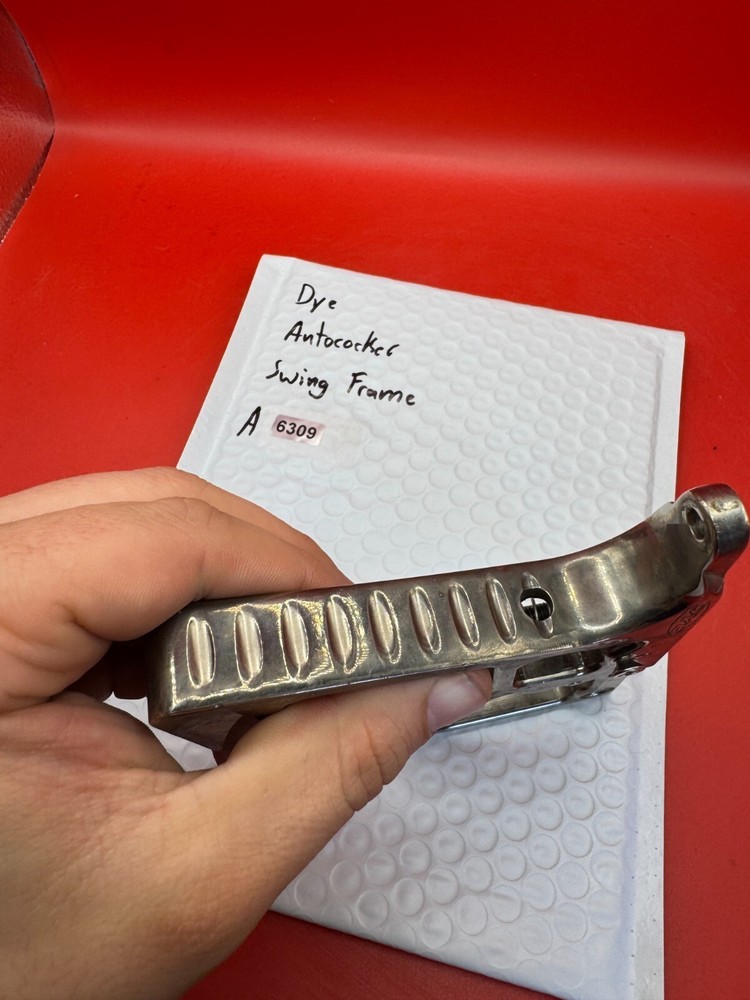 Dye
Autococker
Swing Frame
A 6309